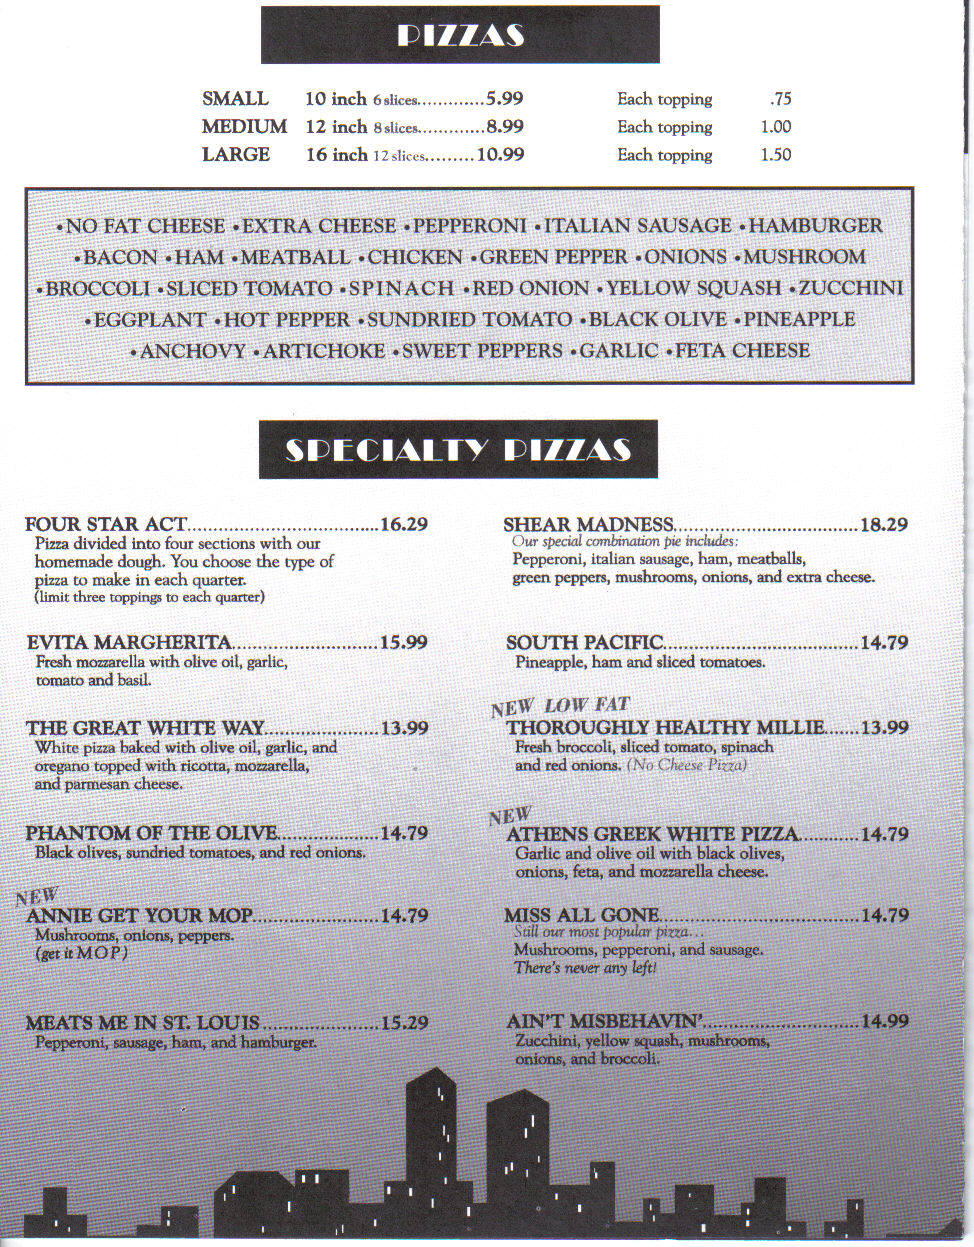 PIZZAS
SMALL 10 inch 6 slices.............5.99 Each topping .75
MEDIUM 12 inch 8 slices.............8.99 Each topping 1.00
LARGE 16 inch 12 slices.........10.99 Each topping 1.50
•NO FAT CHEESE •EXTRA CHEESE •PEPPERONI •ITALIAN SAUSAGE •HAMBURGER
•BACON •HAM •MEATBALL •CHICKEN •GREEN PEPPER •ONIONS •MUSHROOM
•BROCCOLI •SLICED TOMATO •SPINACH •RED ONION •YELLOW SQUASH •ZUCCHINI
•EGGPLANT •HOT PEPPER •SUNDRIED TOMATO •BLACK OLIVE •PINEAPPLE
•ANCHOVY •ARTICHOKE •SWEET PEPPERS •GARLIC •FETA CHEESE
SPECIALTY PIZZAS
FOUR STAR ACT....................................16.29
Pizza divided into four sections with our
homemade dough. You choose the type of
pizza to make in each quarter.
(limit three toppings to each quarter)
EVITA MARGHERITA............................15.99
Fresh mozzarella with olive oil, garlic,
tomato and basil.
THE GREAT WHITE WAY......................13.99
White pizza baked with olive oil, garlic, and
oregano topped with ricotta, mozzarella,
and parmesan cheese.
PHANTOM OF THE OLIVE...................14.79
Black olives, sundried tomatoes, and red onions.
NEW
ANNIE GET YOUR MOP........................14.79
Mushrooms, onions, peppers.
(get it M O P)
MEATS ME IN ST. LOUIS......................15.29
Pepperoni, sausage, ham, and hamburger.
SHEAR MADNESS...................................18.29
Our special combination pie includes:
Pepperoni, italian sausage, ham, meatballs,
green peppers, mushrooms, onions, and extra cheese.
SOUTH PACIFIC.....................................14.79
Pineapple, ham and sliced tomatoes.
NEW LOW FAT
THOROUGHLY HEALTHY MILLIE.......13.99
Fresh broccoli, sliced tomato, spinach
and red onions. (No Cheese Pizza)
NEW
ATHENS GREEK WHITE PIZZA...........14.79
Garlic and olive oil with black olives,
onions, feta, and mozzarella cheese.
MISS ALL GONE......................................14.79
Still our most popular pizza...
Mushrooms, pepperoni, and sausage.
There's never any left!
AIN'T MISBEHAVIN'..............................14.99
Zucchini, yellow squash, mushrooms,
onions, and broccoli.